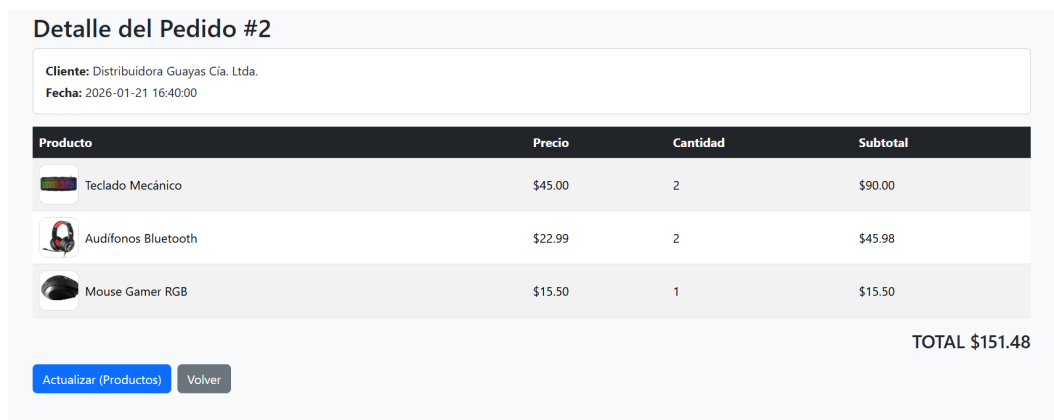 Detalle del Pedido #2
Cliente: Distribuidora Guayas Cía. Ltda.
Fecha: 2026-01-21 16:40:00
Producto Precio Cantidad Subtotal
Teclado Mecánico $45.00 2 $90.00
Audífonos Bluetooth $22.99 2 $45.98
Mouse Gamer RGB $15.50 1 $15.50
TOTAL $151.48
Actualizar (Productos) Volver